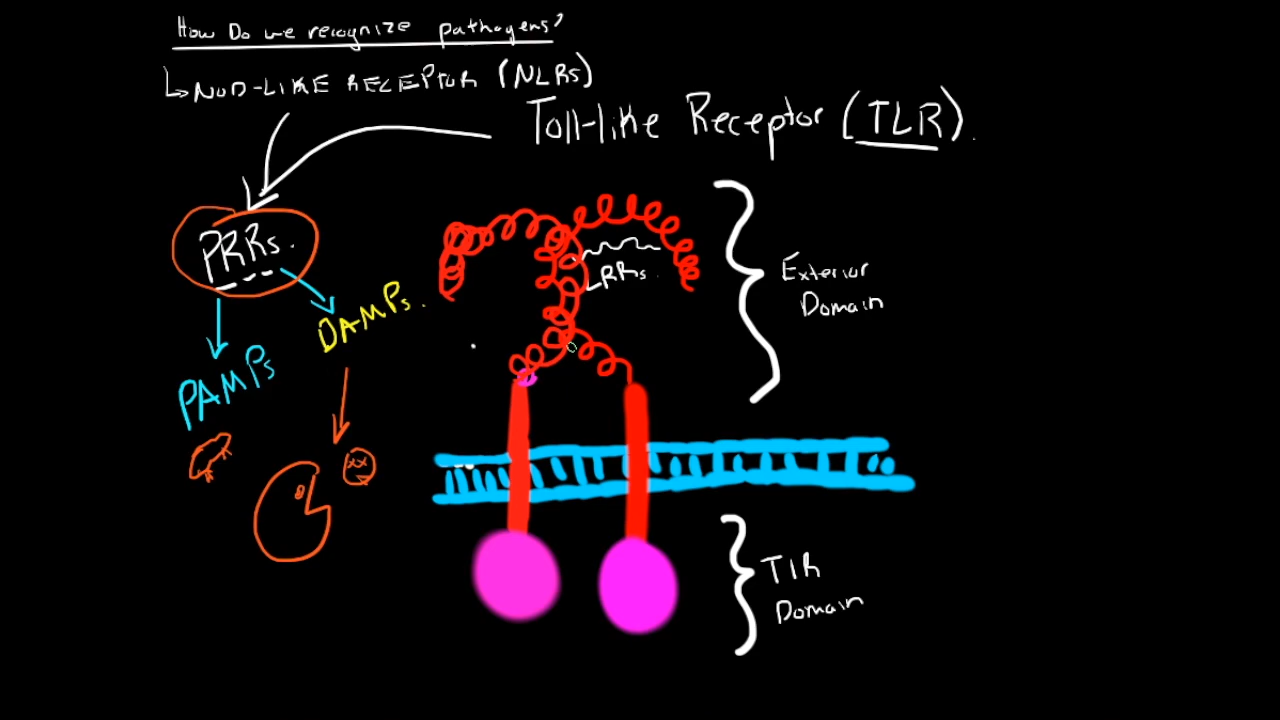 How Do we recognize pathogens?
↳ NOD-LIKE RECEPTOR (NLRs)
Toll-like Receptor (TLR).
PRRs.
DAMPs.
PAMPs
LRRs.
Exterior
Domain
TIR
Domain
xx